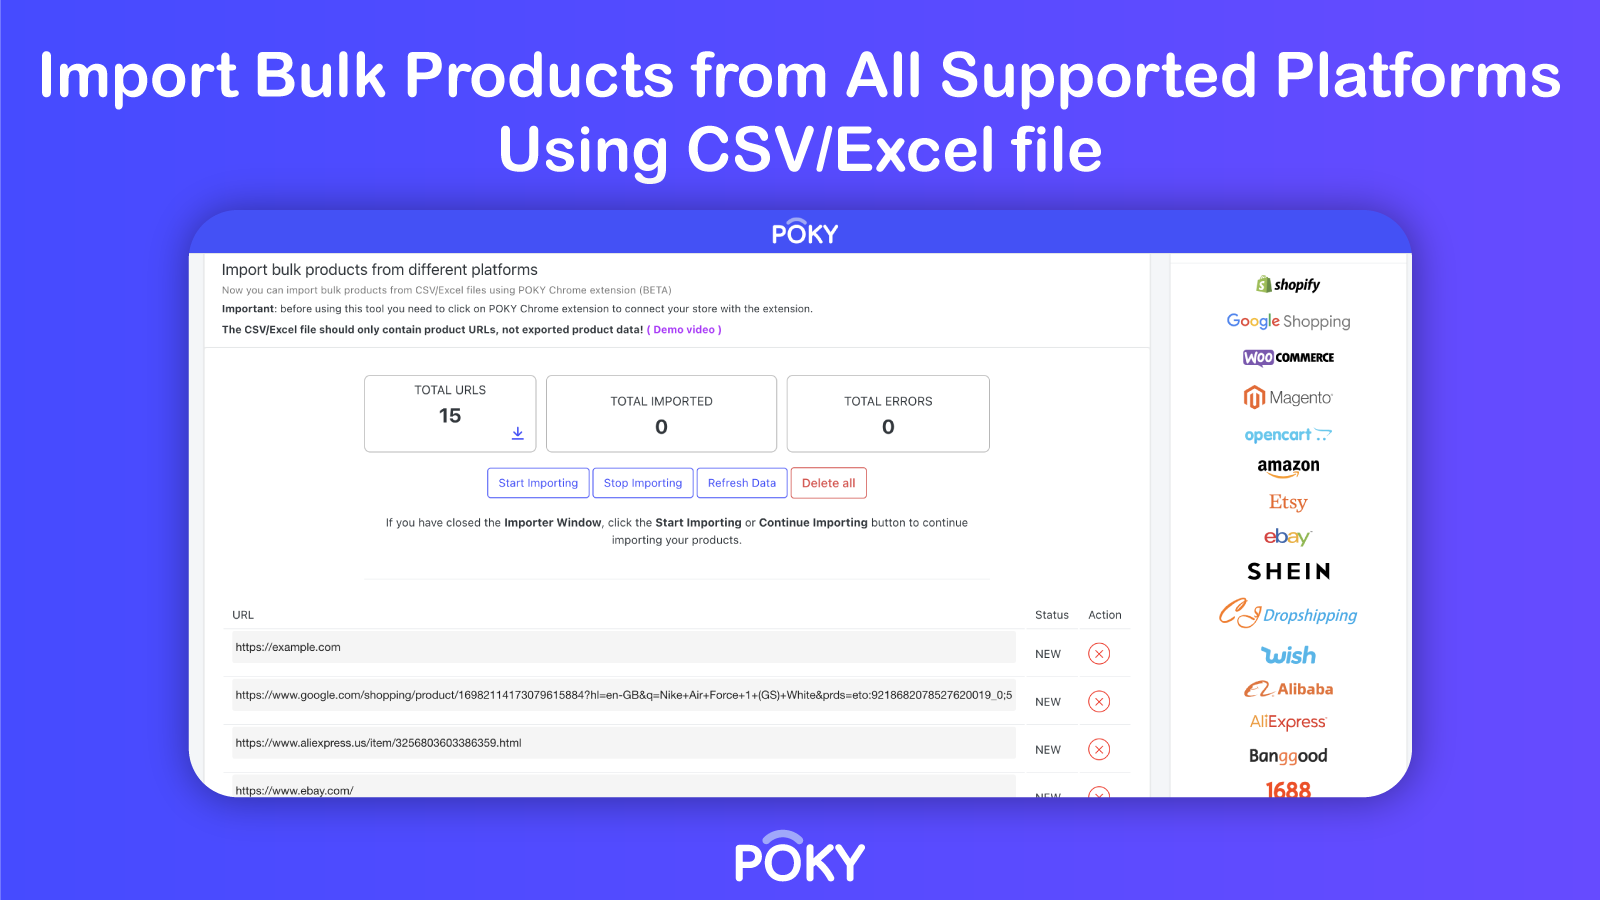 Import Bulk Products from All Supported Platforms
Using CSV/Excel file
POKY
Import bulk products from different platforms
Now you can import bulk products from CSV/Excel files using POKY Chrome extension (BETA)
Important: before using this tool you need to click on POKY Chrome extension to connect your store with the extension.
The CSV/Excel file should only contain product URLs, not exported product data! ( Demo video )
TOTAL URLS
15
TOTAL IMPORTED
0
TOTAL ERRORS
0
Start Importing
Stop Importing
Refresh Data
Delete all
If you have closed the Importer Window, click the Start Importing or Continue Importing button to continue
importing your products.
URL Status Action
https://example.com NEW
https://www.google.com/shopping/product/16982114173079615884?hl=en-GB&q=Nike+Air+Force+1+(GS)+White&prds=eto:9218682078527620019_0;5 NEW
https://www.aliexpress.us/item/3256803603386359.html NEW
https://www.ebay.com/ NEW
shopify
Google Shopping
WOO COMMERCE
Magento
opencart
amazon
Etsy
ebay
SHEIN
CJ Dropshipping
wish
Alibaba
AliExpress
Banggood
1688
POKY